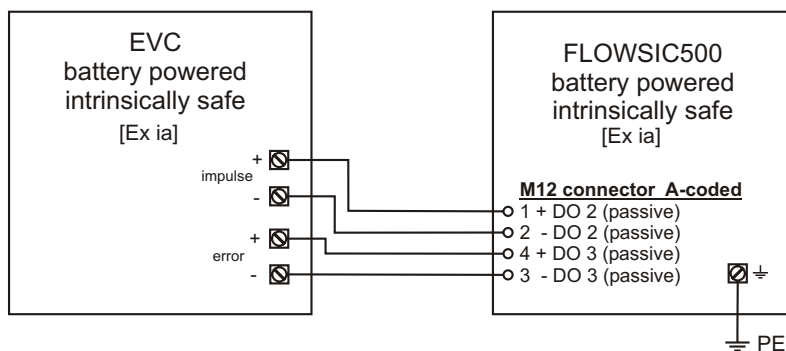 EVC
battery powered
intrinsically safe
[Ex ia]
+
impulse
-
+
error
-
FLOWSIC500
battery powered
intrinsically safe
[Ex ia]
M12 connector A-coded
1 + DO 2 (passive)
2 - DO 2 (passive)
4 + DO 3 (passive)
3 - DO 3 (passive)
PE